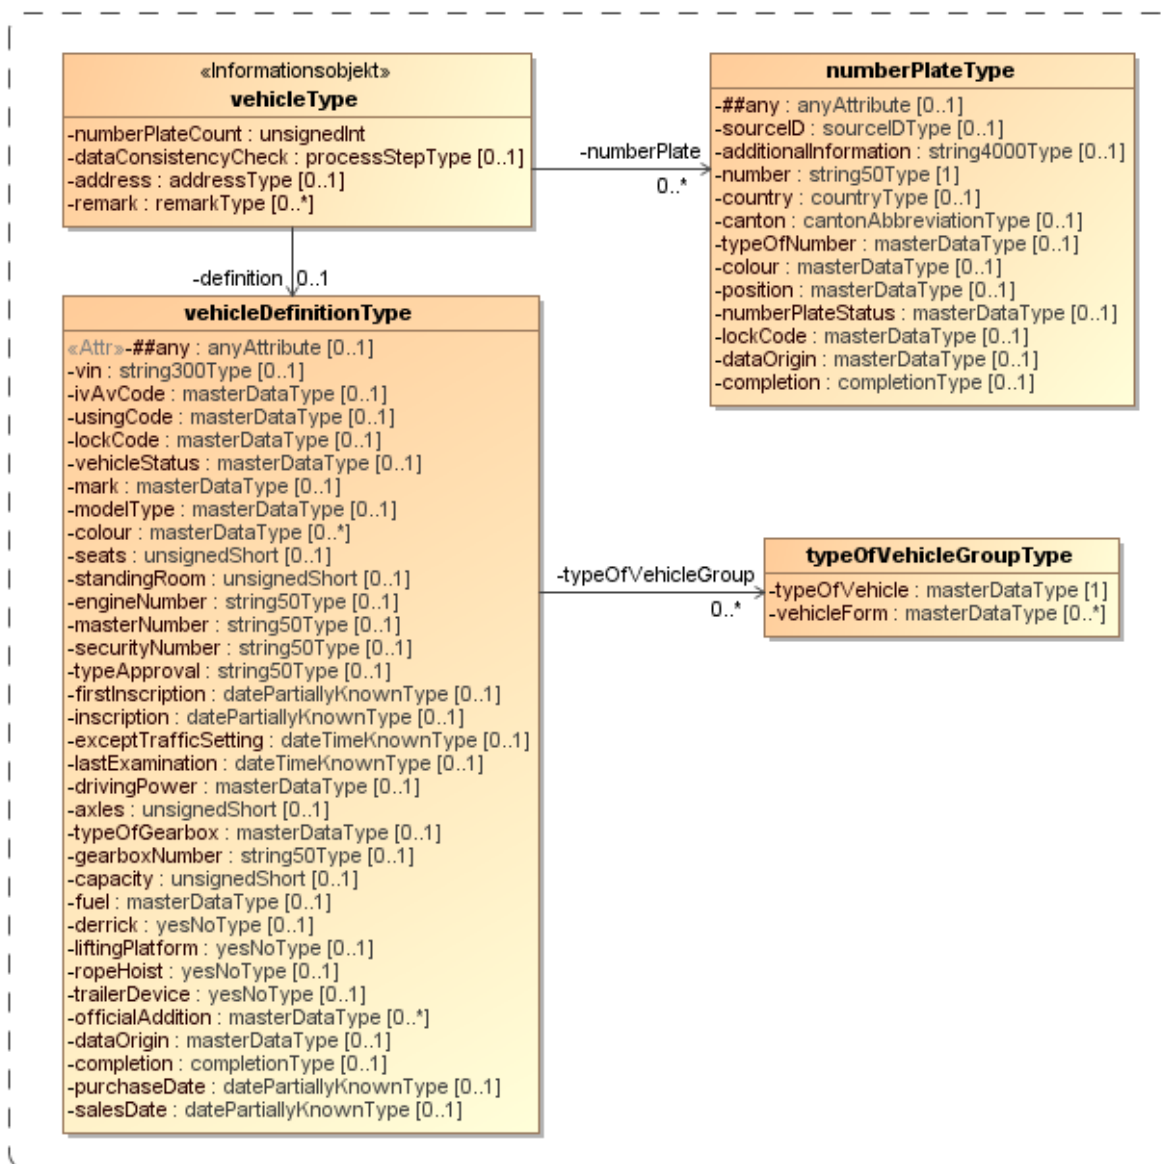 «Informationsobjekt»
vehicleType
-numberPlateCount : unsignedInt
-dataConsistencyCheck : processStepType [0..1]
-address : addressType [0..1]
-remark : remarkType [0..*]
-numberPlate
0..*
numberPlateType
-##any : anyAttribute [0..1]
-sourceID : sourceIDType [0..1]
-additionalInformation : string4000Type [0..1]
-number : string50Type [1]
-country : countryType [0..1]
-canton : cantonAbbreviationType [0..1]
-typeOfNumber : masterDataType [0..1]
-colour : masterDataType [0..1]
-position : masterDataType [0..1]
-numberPlateStatus : masterDataType [0..1]
-lockCode : masterDataType [0..1]
-dataOrigin : masterDataType [0..1]
-completion : completionType [0..1]
-definition 0..1
vehicleDefinitionType
«Attr»-##any : anyAttribute [0..1]
-vin : string300Type [0..1]
-ivAvCode : masterDataType [0..1]
-usingCode : masterDataType [0..1]
-lockCode : masterDataType [0..1]
-vehicleStatus : masterDataType [0..1]
-mark : masterDataType [0..1]
-modelType : masterDataType [0..1]
-colour : masterDataType [0..*]
-seats : unsignedShort [0..1]
-standingRoom : unsignedShort [0..1]
-engineNumber : string50Type [0..1]
-masterNumber : string50Type [0..1]
-securityNumber : string50Type [0..1]
-typeApproval : string50Type [0..1]
-firstInscription : datePartiallyKnownType [0..1]
-inscription : datePartiallyKnownType [0..1]
-exceptTrafficSetting : dateTimeKnownType [0..1]
-lastExamination : dateTimeKnownType [0..1]
-drivingPower : masterDataType [0..1]
-axles : unsignedShort [0..1]
-typeOfGearbox : masterDataType [0..1]
-gearboxNumber : string50Type [0..1]
-capacity : unsignedShort [0..1]
-fuel : masterDataType [0..1]
-derrick : yesNoType [0..1]
-liftingPlatform : yesNoType [0..1]
-ropeHoist : yesNoType [0..1]
-trailerDevice : yesNoType [0..1]
-officialAddition : masterDataType [0..*]
-dataOrigin : masterDataType [0..1]
-completion : completionType [0..1]
-purchaseDate : datePartiallyKnownType [0..1]
-salesDate : datePartiallyKnownType [0..1]
-typeOfVehicleGroup
0..*
typeOfVehicleGroupType
-typeOfVehicle : masterDataType [1]
-vehicleForm : masterDataType [0..*]